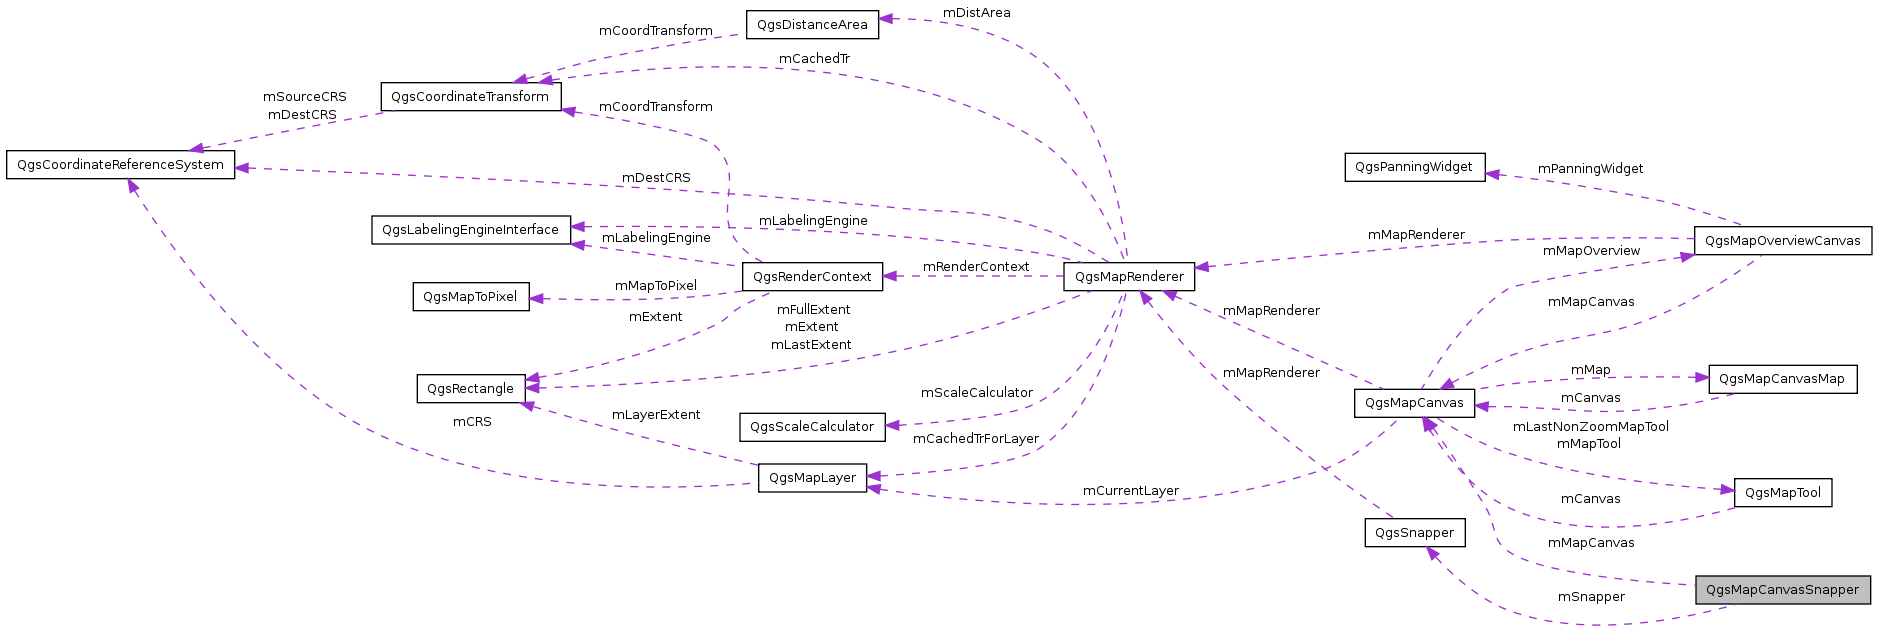 mDistArea
QgsDistanceArea
mCoordTransform
mCachedTr
QgsCoordinateTransform
mSourceCRS
mDestCRS
mCoordTransform
QgsCoordinateReferenceSystem
QgsPanningWidget
mPanningWidget
mDestCRS
mLabelingEngine
QgsLabelingEngineInterface
mLabelingEngine
mMapRenderer
QgsMapOverviewCanvas
mMapOverview
mRenderContext
QgsRenderContext
QgsMapRenderer
mMapToPixel
QgsMapToPixel
mMapCanvas
mExtent
mFullExtent
mExtent
mLastExtent
mMapRenderer
mMapRenderer
mMap
QgsMapCanvasMap
QgsRectangle
mScaleCalculator
mCanvas
QgsMapCanvas
mLayerExtent
mCRS
QgsScaleCalculator
mLastNonZoomMapTool
mMapTool
mCachedTrForLayer
QgsMapLayer
mCurrentLayer
mCanvas
QgsMapTool
QgsSnapper
mMapCanvas
QgsMapCanvasSnapper
mSnapper